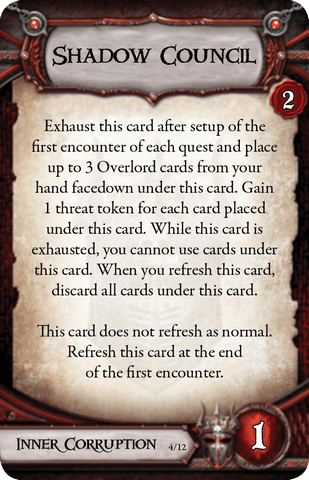 Shadow Council
2
Exhaust this card after setup of the
first encounter of each quest and place
up to 3 Overlord cards from your
hand facedown under this card. Gain
1 threat token for each card placed
under this card. While this card is
exhausted, you cannot use cards under
this card. When you refresh this card,
discard all cards under this card.
This card does not refresh as normal.
Refresh this card at the end
of the first encounter.
Inner Corruption 4/12
1